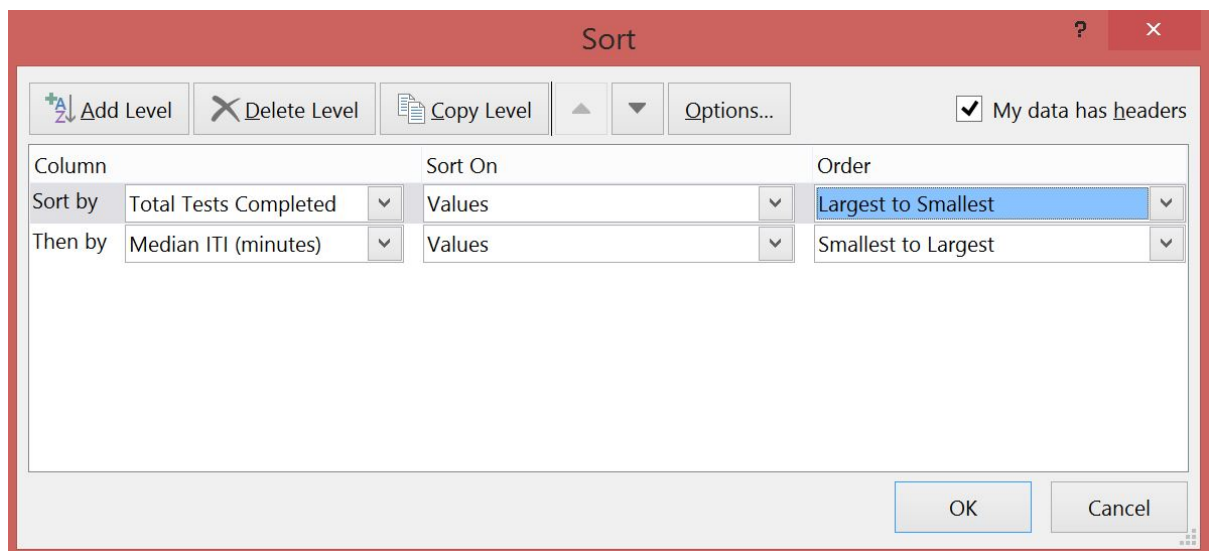 Sort ?
Add Level Delete Level Copy Level Options... My data has headers
Column Sort On Order
Sort by Total Tests Completed Values Largest to Smallest
Then by Median ITI (minutes) Values Smallest to Largest
OK Cancel